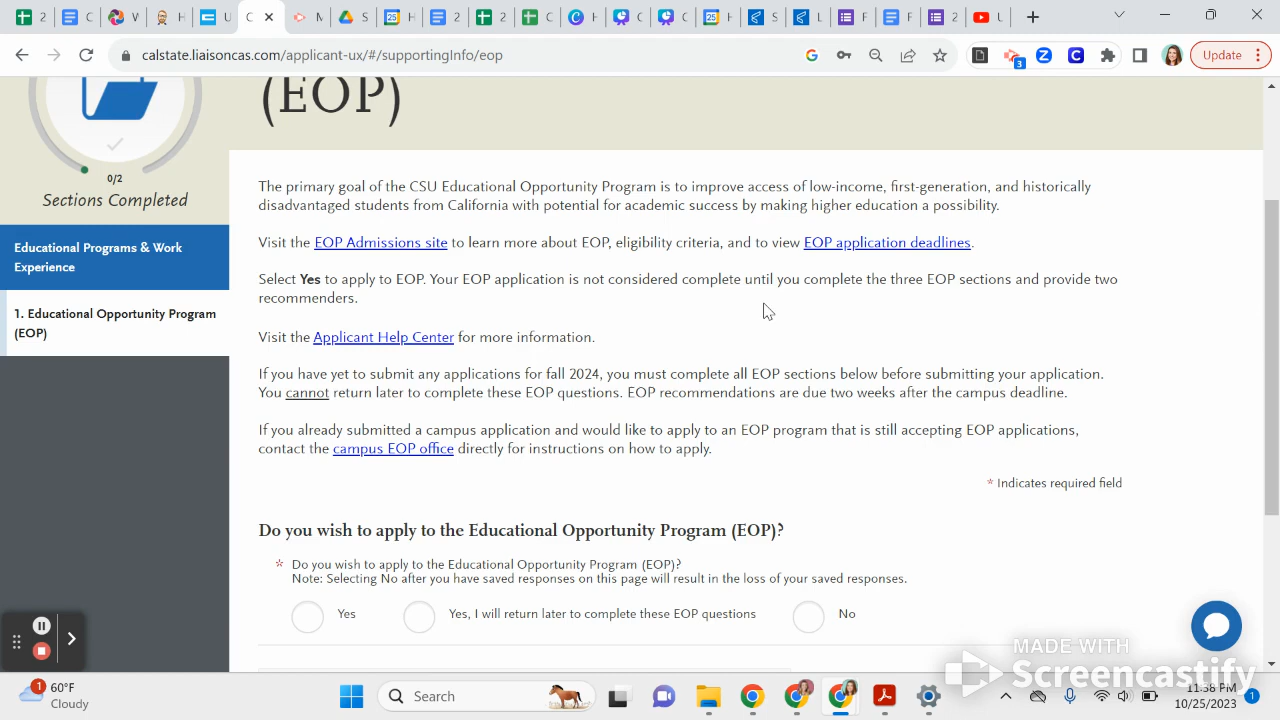 2
C
2
W
H
U
C
M
S
H
2
2
H
C
H
C
C
H
S
L
F
F
2
U
calstate.liaisoncas.com/applicant-ux/#/supportingInfo/eop
3
Update
(EOP)
0/2
Sections Completed
Educational Programs & Work
Experience
1. Educational Opportunity Program
(EOP)
The primary goal of the CSU Educational Opportunity Program is to improve access of low-income, first-generation, and historically
disadvantaged students from California with potential for academic success by making higher education a possibility.
Visit the EOP Admissions site to learn more about EOP, eligibility criteria, and to view EOP application deadlines.
Select Yes to apply to EOP. Your EOP application is not considered complete until you complete the three EOP sections and provide two
recommenders.
Visit the Applicant Help Center for more information.
If you have yet to submit any applications for fall 2024, you must complete all EOP sections below before submitting your application.
You cannot return later to complete these EOP questions. EOP recommendations are due two weeks after the campus deadline.
If you already submitted a campus application and would like to apply to an EOP program that is still accepting EOP applications,
contact the campus EOP office directly for instructions on how to apply.
* Indicates required field
Do you wish to apply to the Educational Opportunity Program (EOP)?
* Do you wish to apply to the Educational Opportunity Program (EOP)?
Note: Selecting No after you have saved responses on this page will result in the loss of your saved responses.
Yes
Yes, I will return later to complete these EOP questions
No
MADE WITH
Screencastify
1
60°F
Cloudy
Search
11:58 PM
10/25/2023
1